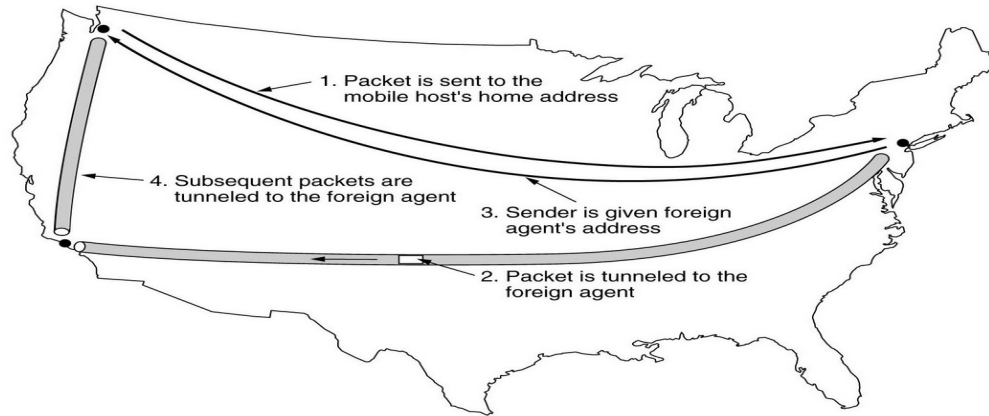 1. Packet is sent to the
mobile host's home address
4. Subsequent packets are
tunneled to the foreign agent
3. Sender is given foreign
agent's address
2. Packet is tunneled to the
foreign agent